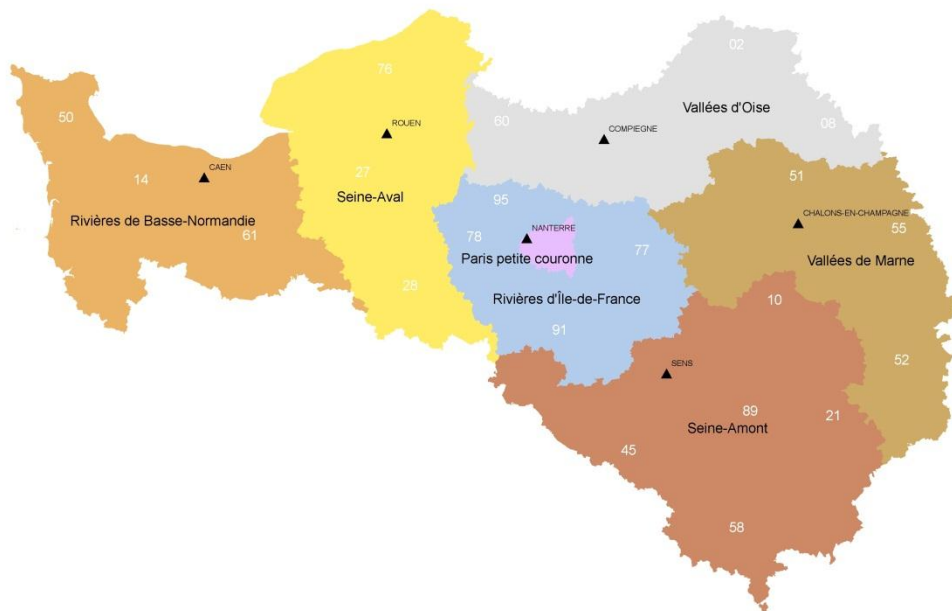 02
76
Vallées d'Oise
50
60
08
ROUEN
COMPIEGNE
CAEN
27
14
51
Seine-Aval
95
Rivières de Basse-Normandie
CHALONS-EN-CHAMPAGNE
61
78
NANTERRE
77
55
Paris petite couronne
Vallées de Marne
28
Rivières d'Île-de-France
10
91
SENS
52
89
21
Seine-Amont
45
58